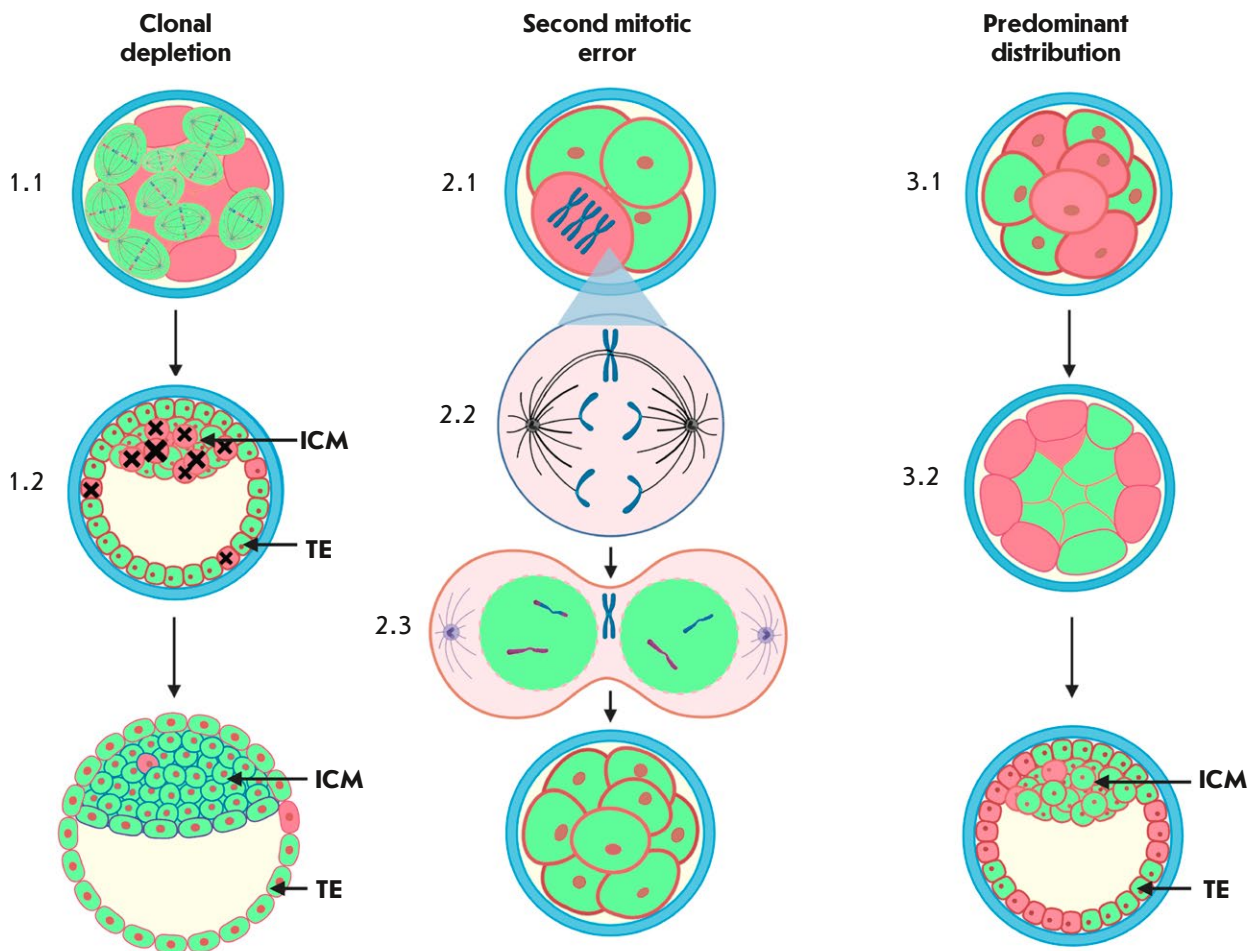 Clonal
depletion
Second mitotic
error
Predominant
distribution
1.1
2.1
3.1
ICM
1.2
TE
2.2
3.2
2.3
ICM
TE
ICM
TE